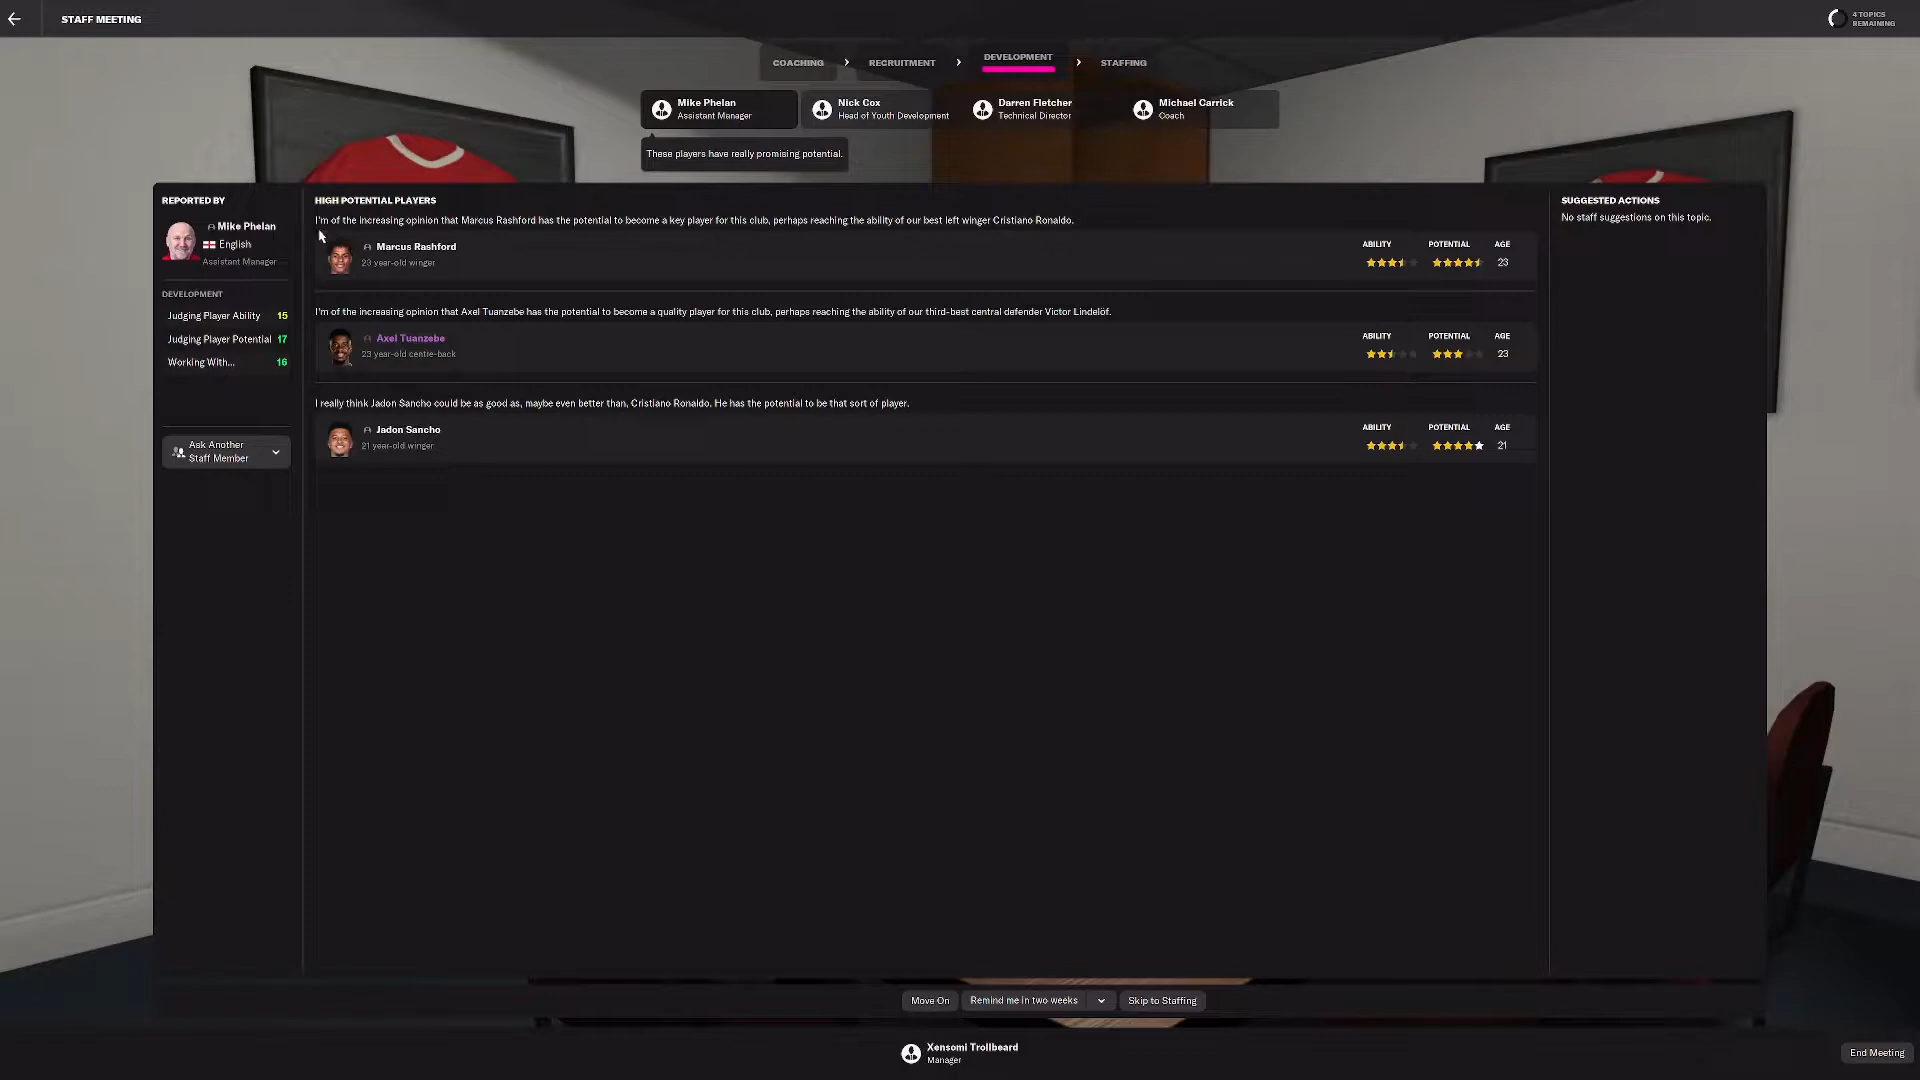 STAFF MEETING
4 TOPICS
REMAINING
COACHING
RECRUITMENT
DEVELOPMENT
STAFFING
Mike Phelan
Assistant Manager
Nick Cox
Head of Youth Development
Darren Fletcher
Technical Director
Michael Carrick
Coach
These players have really promising potential.
REPORTED BY
Mike Phelan
English
Assistant Manager
DEVELOPMENT
Judging Player Ability 15
Judging Player Potential 17
Working With... 16
Ask Another
Staff Member
HIGH POTENTIAL PLAYERS
I'm of the increasing opinion that Marcus Rashford has the potential to become a key player for this club, perhaps reaching the ability of our best left winger Cristiano Ronaldo.
Marcus Rashford
23 year-old winger
ABILITY POTENTIAL AGE
23
I'm of the increasing opinion that Axel Tuanzebe has the potential to become a quality player for this club, perhaps reaching the ability of our third-best central defender Victor Lindelöf.
Axel Tuanzebe
23 year-old centre-back
ABILITY POTENTIAL AGE
23
I really think Jadon Sancho could be as good as, maybe even better than, Cristiano Ronaldo. He has the potential to be that sort of player.
Jadon Sancho
21 year-old winger
ABILITY POTENTIAL AGE
21
SUGGESTED ACTIONS
No staff suggestions on this topic.
Move On
Remind me in two weeks
Skip to Staffing
Xensomi Trollbeard
Manager
End Meeting